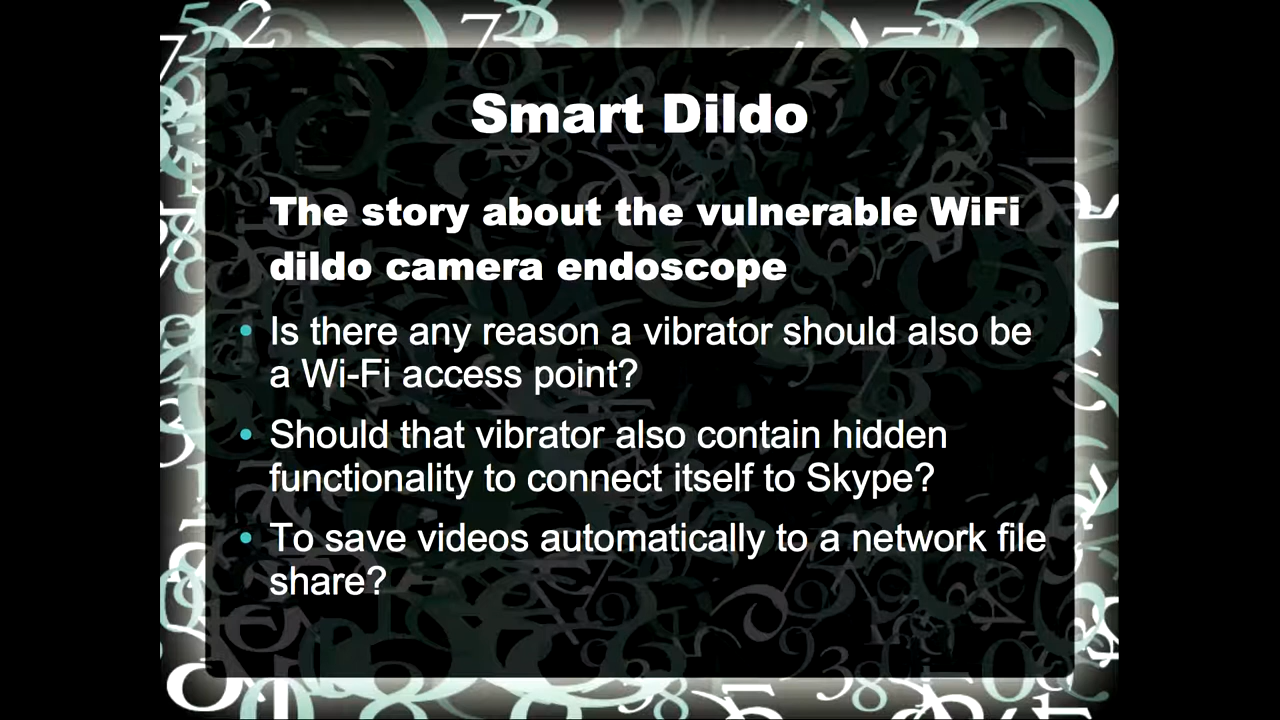 Smart Dildo
The story about the vulnerable WiFi
dildo camera endoscope
• Is there any reason a vibrator should also be
a Wi-Fi access point?
• Should that vibrator also contain hidden
functionality to connect itself to Skype?
• To save videos automatically to a network file
share?